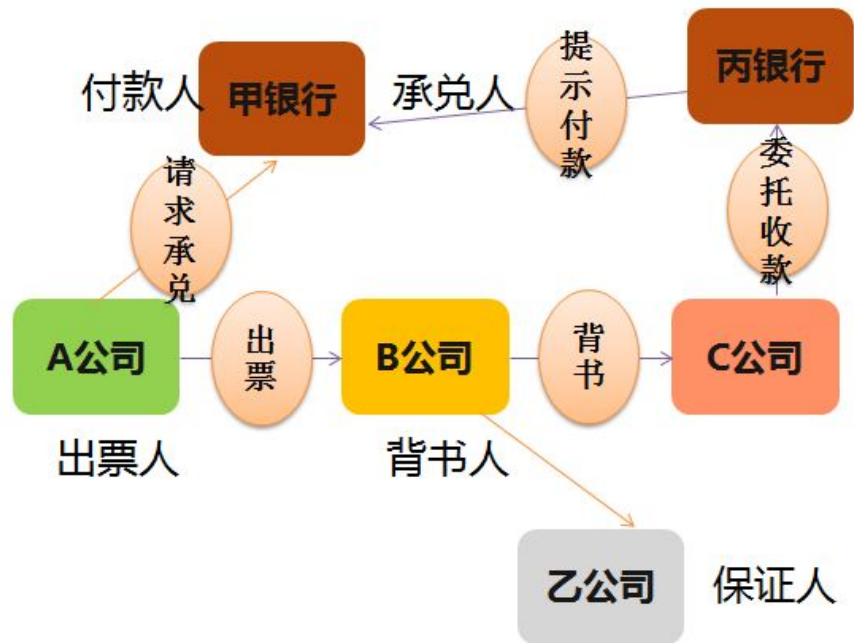 付款人
甲银行
承兑人
提示付款
丙银行
请求承兑
委托收款
A公司
出票
B公司
背书
C公司
出票人
背书人
乙公司
保证人